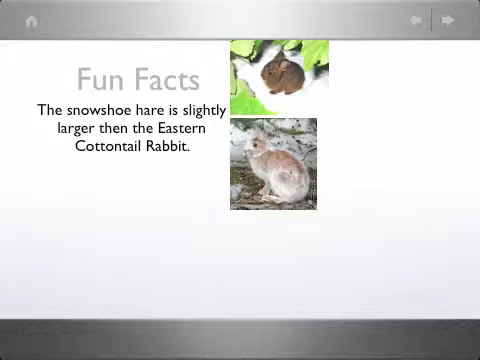 Fun Facts
The snowshoe hare is slightly
larger then the Eastern
Cottontail Rabbit.